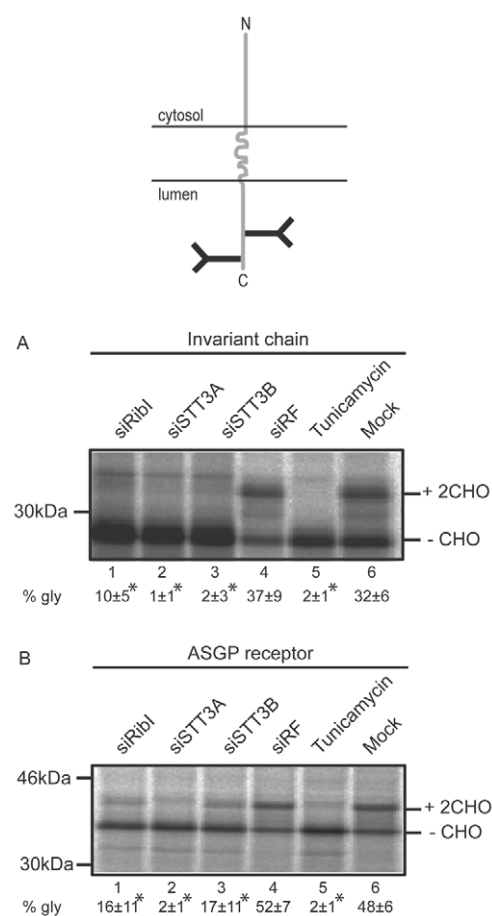 N
cytosol
lumen
C
A
Invariant chain
siRibI siSTT3A siSTT3B siRF Tunicamycin Mock
30kDa
+ 2CHO
- CHO
1 2 3 4 5 6
% gly 10±5* 1±1* 2±3* 37±9 2±1* 32±6
B
ASGP receptor
siRibI siSTT3A siSTT3B siRF Tunicamycin Mock
46kDa
+ 2CHO
- CHO
30kDa
1 2 3 4 5 6
% gly 16±11* 2±1* 17±11* 52±7 2±1* 48±6